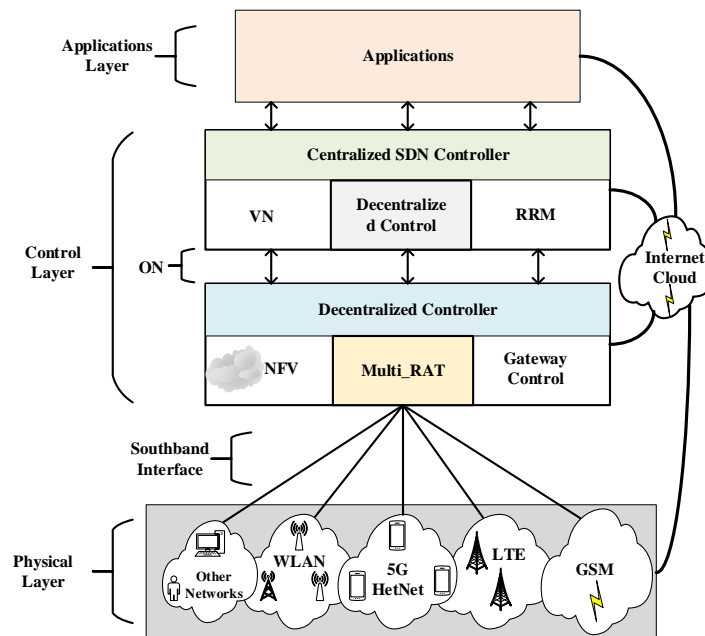 Applications
Layer
Applications
Centralized SDN Controller
VN
Decentralize
d Control
RRM
Control
Layer
ON
Internet
Cloud
Decentralized Controller
NFV
Multi_RAT
Gateway
Control
Southband
Interface
Physical
Layer
Other
Networks
WLAN
5G
HetNet
LTE
GSM